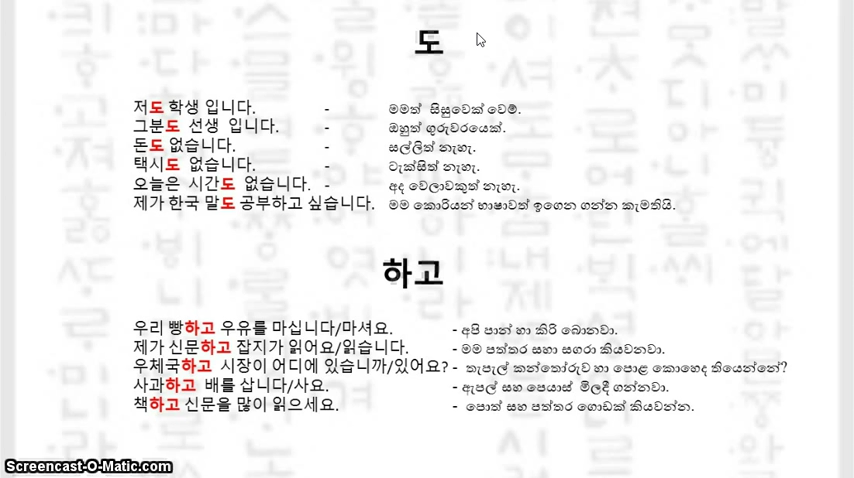 도
저도 학생 입니다. - මමත් සිසුවෙක් වෙමි.
그분도 선생 입니다. - ඔහුත් ගුරුවරයෙක්.
돈도 없습니다. - සල්ලිත් නැහැ.
택시도 없습니다. - ටැක්සිත් නැහැ.
오늘은 시간도 없습니다. - අද වේලාවකුත් නැහැ.
제가 한국 말도 공부하고 싶습니다. මම කොරියන් භාෂාවත් ඉගෙන ගන්න කැමතියි.
하고
우리 빵하고 우유를 마십니다/마셔요. - අපි පාන් හා කිරි බොනවා.
제가 신문하고 잡지가 읽어요/읽습니다. - මම පත්තර සහා සගරා කියවනවා.
우체국하고 시장이 어디에 있습니까/있어요? - තැපැල් කන්තෝරුව හා පොළ කොහෙද තියෙන්නේ?
사과하고 배를 삽니다/사요. - ඇපල් සහ පෙයාස් මිලදී ගන්නවා.
책하고 신문을 많이 읽으세요. - පොත් සහ පත්තර ගොඩක් කියවන්න.
Screencast-O-Matic.com